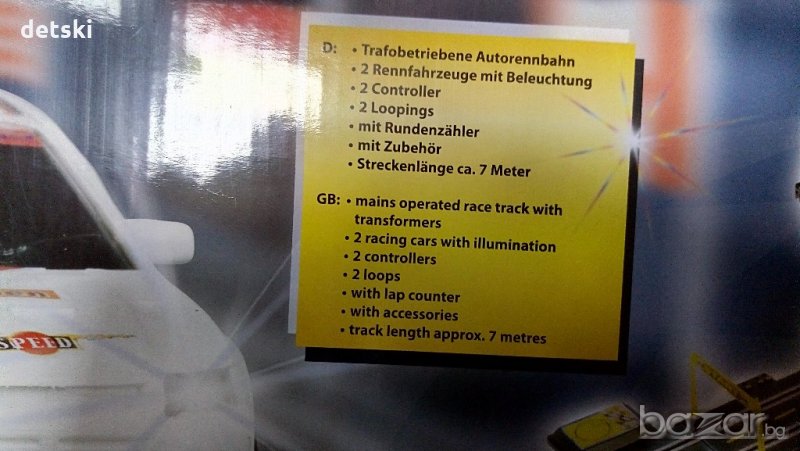 detski
D: • Trafobetriebene Autorennbahn
• 2 Rennfahrzeuge mit Beleuchtung
• 2 Controller
• 2 Loopings
• mit Rundenzähler
• mit Zubehör
• Streckenlänge ca. 7 Meter
GB: • mains operated race track with
transformers
• 2 racing cars with illumination
• 2 controllers
• 2 loops
• with lap counter
• with accessories
• track length approx. 7 metres
SPEED
bazar.bg